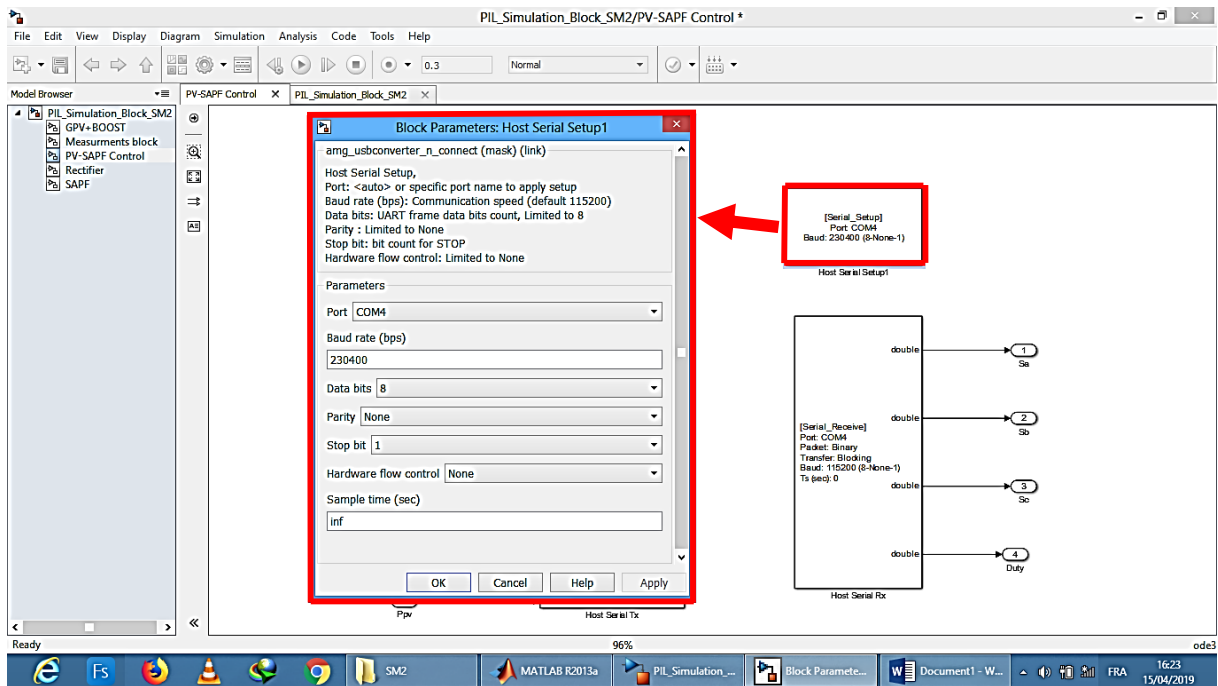 PIL_Simulation_Block_SM2/PV-SAPF Control *
File Edit View Display Diagram Simulation Analysis Code Tools Help
0.3 Normal
Model Browser
PV-SAPF Control PIL_Simulation_Block_SM2
PIL_Simulation_Block_SM2
GPV+BOOST
Measurments block
PV-SAPF Control
Rectifier
SAPF
Block Parameters: Host Serial Setup1
amg_usbconverter_n_connect (mask) (link)
Host Serial Setup,
Port: <auto> or specific port name to apply setup
Baud rate (bps): Communication speed (default 115200)
Data bits: UART frame data bits count, Limited to 8
Parity : Limited to None
Stop bit: bit count for STOP
Hardware flow control: Limited to None
Parameters
Port COM4
Baud rate (bps)
230400
Data bits 8
Parity None
Stop bit 1
Hardware flow control None
Sample time (sec)
inf
OK Cancel Help Apply
Ppv
Host Serial Tx
[Serial_Setup]
Port: COM4
Baud: 230400 (8-None-1)
Host Serial Setup1
double
1
Sa
double
2
Sb
[Serial_Receive]
Port: COM4
Packet: Binary
Transfer: Blocking
Baud: 115200 (8-None-1)
Ts (sec): 0
double
3
Sc
double
4
Duty
Host Serial Rx
Ready 96% ode3
Fs SM2 MATLAB R2013a PIL_Simulation_... Block Paramete... Document1 - W... FRA 16:23
15/04/2019